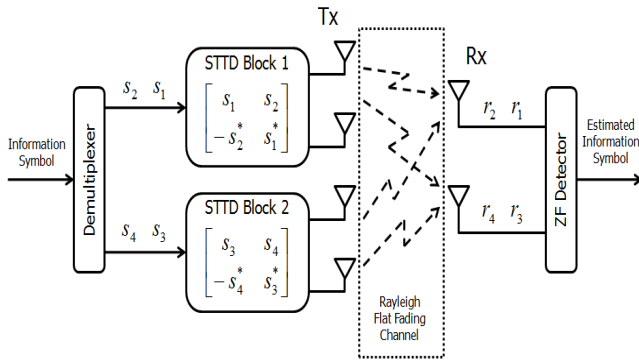 Tx
Rx
Information
Symbol
Demultiplexer
s₂ s₁
s₄ s₃
STTD Block 1
s₁ s₂
-s₂* s₁*
STTD Block 2
s₃ s₄
-s₄* s₃*
Rayleigh
Flat Fading
Channel
r₂ r₁
r₄ r₃
ZF Detector
Estimated
Information
Symbol